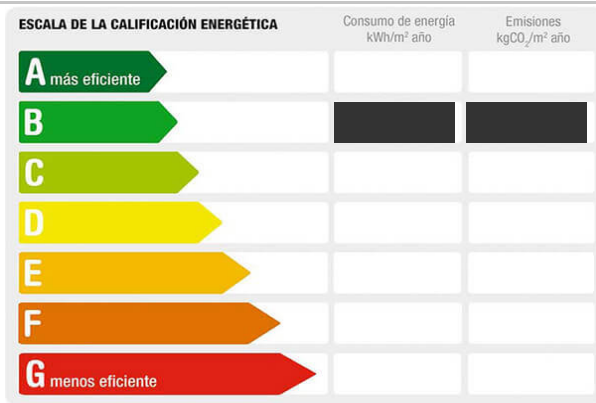 ESCALA DE LA CALIFICACIÓN ENERGÉTICA
Consumo de energía
kWh/m² año
Emisiones
kgCO₂/m² año
A más eficiente
B
C
D
E
F
G menos eficiente